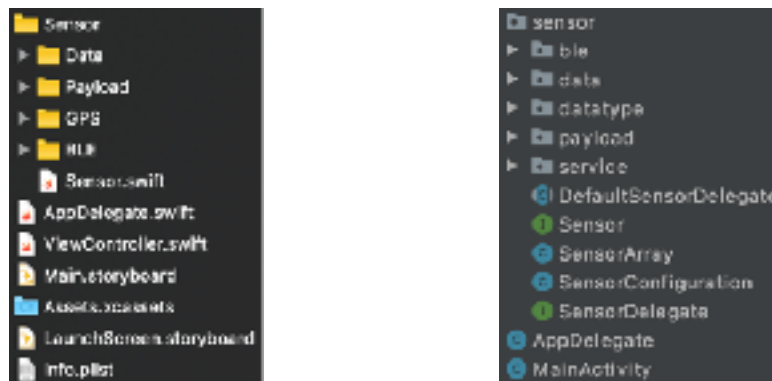 Sensor
Data
Payload
GPS
BLE
Sensor.swift
AppDelegate.swift
ViewController.swift
Main.storyboard
Assets.xcassets
LaunchScreen.storyboard
Info.plist
sensor
ble
data
datatype
payload
service
DefaultSensorDelegate
Sensor
SensorArray
SensorConfiguration
SensorDelegate
AppDelegate
MainActivity